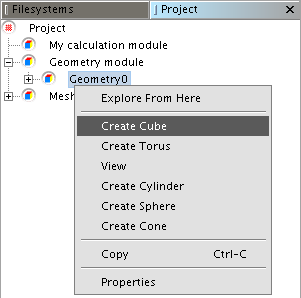 Filesystems Project
Project
My calculation module
Geometry module
Geometry0
Mesh
Explore From Here
Create Cube
Create Torus
View
Create Cylinder
Create Sphere
Create Cone
Copy Ctrl-C
Properties